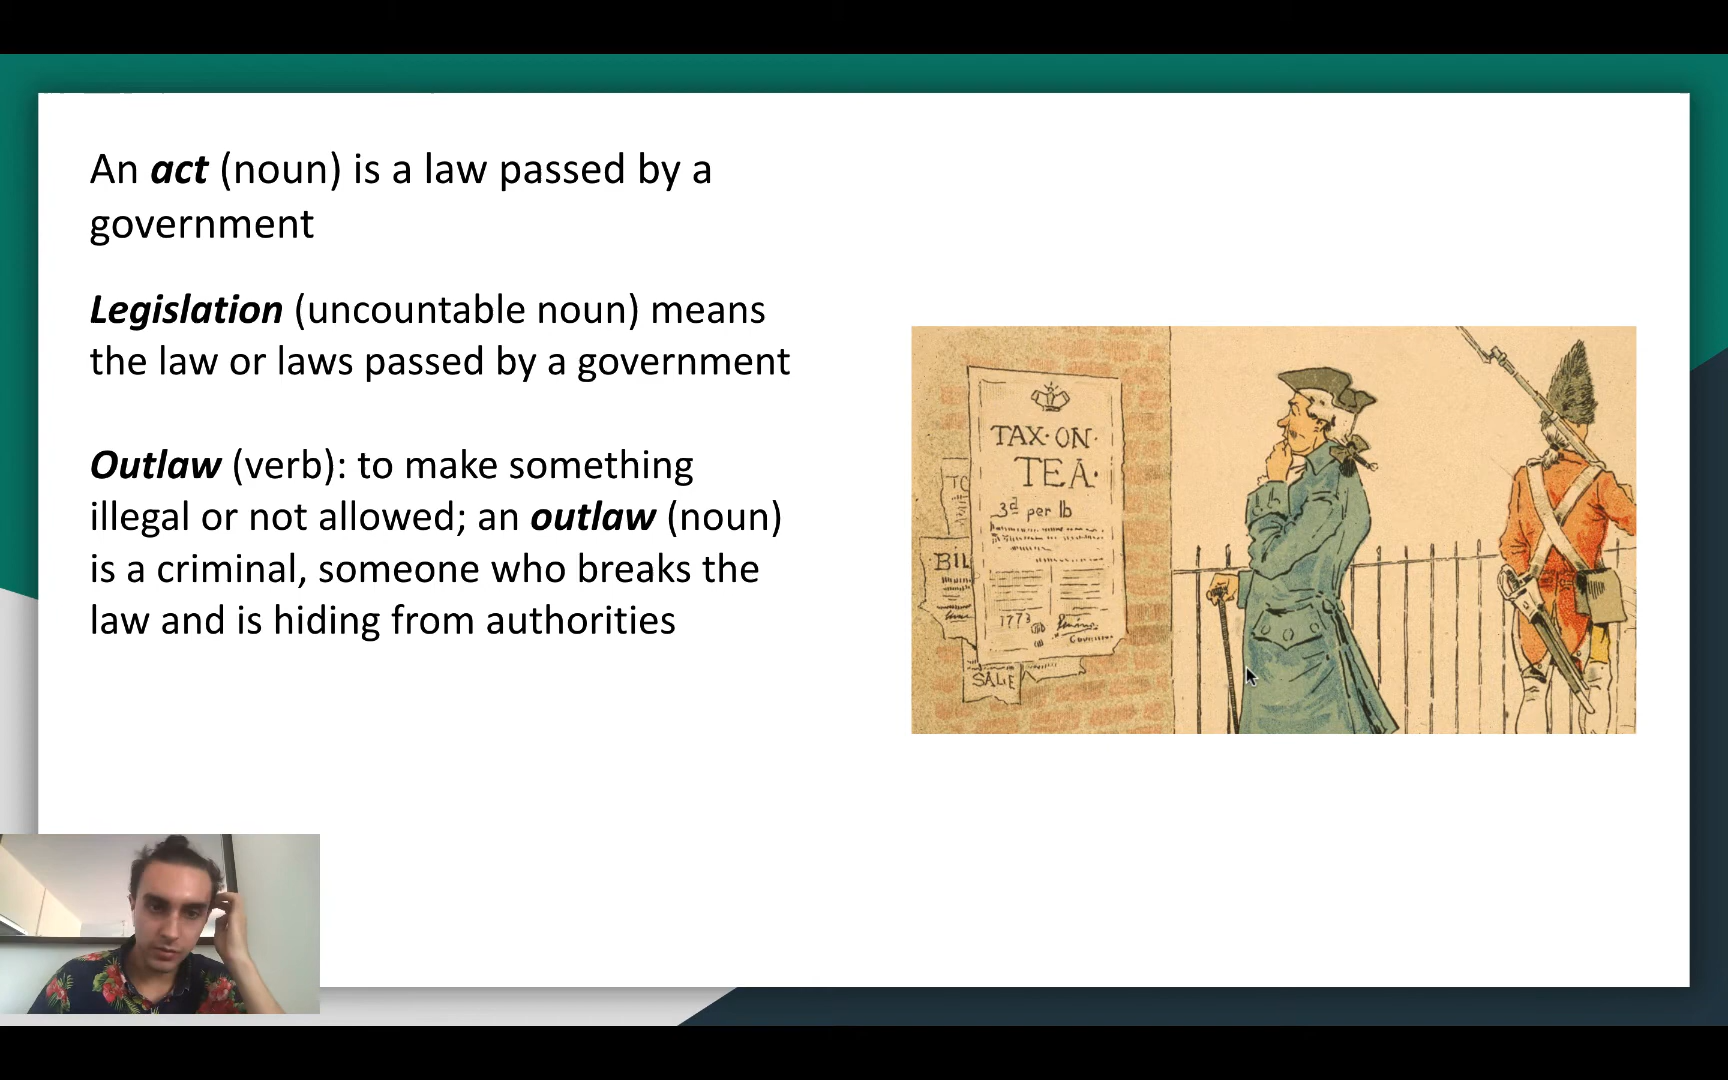 An act (noun) is a law passed by a
government
Legislation (uncountable noun) means
the law or laws passed by a government
Outlaw (verb): to make something
illegal or not allowed; an outlaw (noun)
is a criminal, someone who breaks the
law and is hiding from authorities
TAX·ON·
TEA·
3d per lb
BIL
1773
SALE